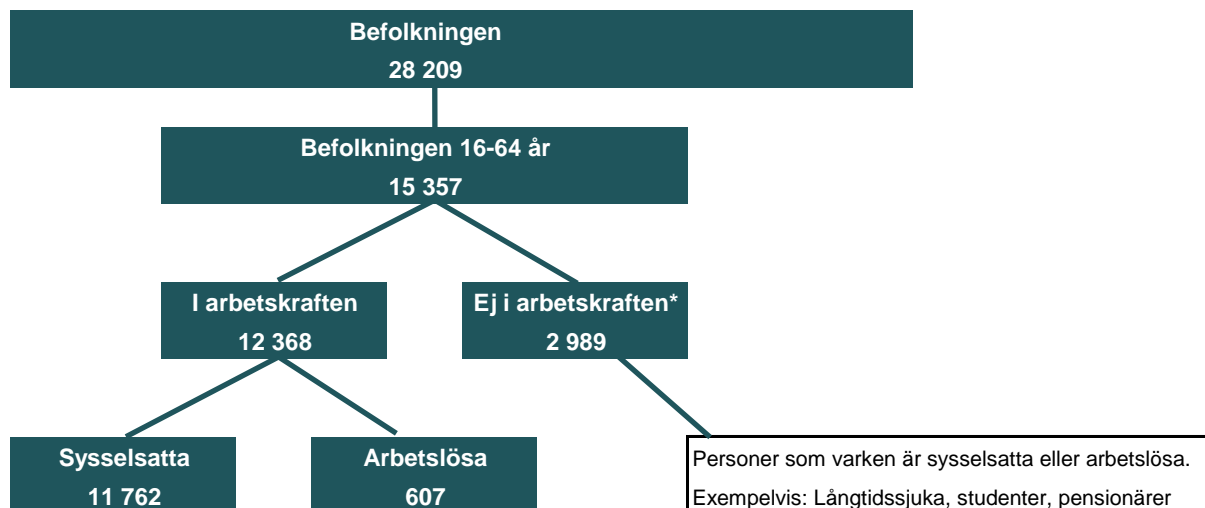 Befolkningen
28 209
Befolkningen 16-64 år
15 357
I arbetskraften
12 368
Ej i arbetskraften*
2 989
Sysselsatta
11 762
Arbetslösa
607
Personer som varken är sysselsatta eller arbetslösa.
Exempelvis: Långtidssjuka, studenter, pensionärer